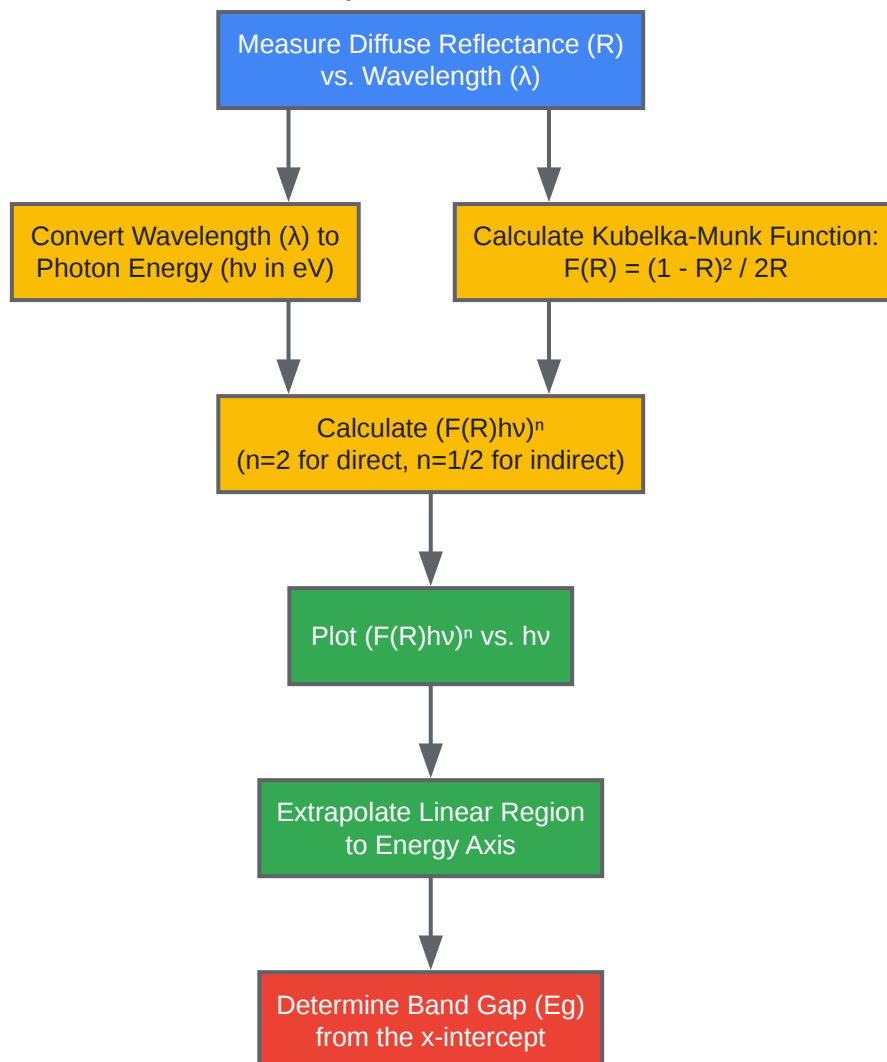 Measure Diffuse Reflectance (R)
vs. Wavelength (λ)
Convert Wavelength (λ) to
Photon Energy (hν in eV)
Calculate Kubelka-Munk Function:
F(R) = (1 - R)² / 2R
Calculate (F(R)hν)ⁿ
(n=2 for direct, n=1/2 for indirect)
Plot (F(R)hν)ⁿ vs. hν
Extrapolate Linear Region
to Energy Axis
Determine Band Gap (Eg)
from the x-intercept